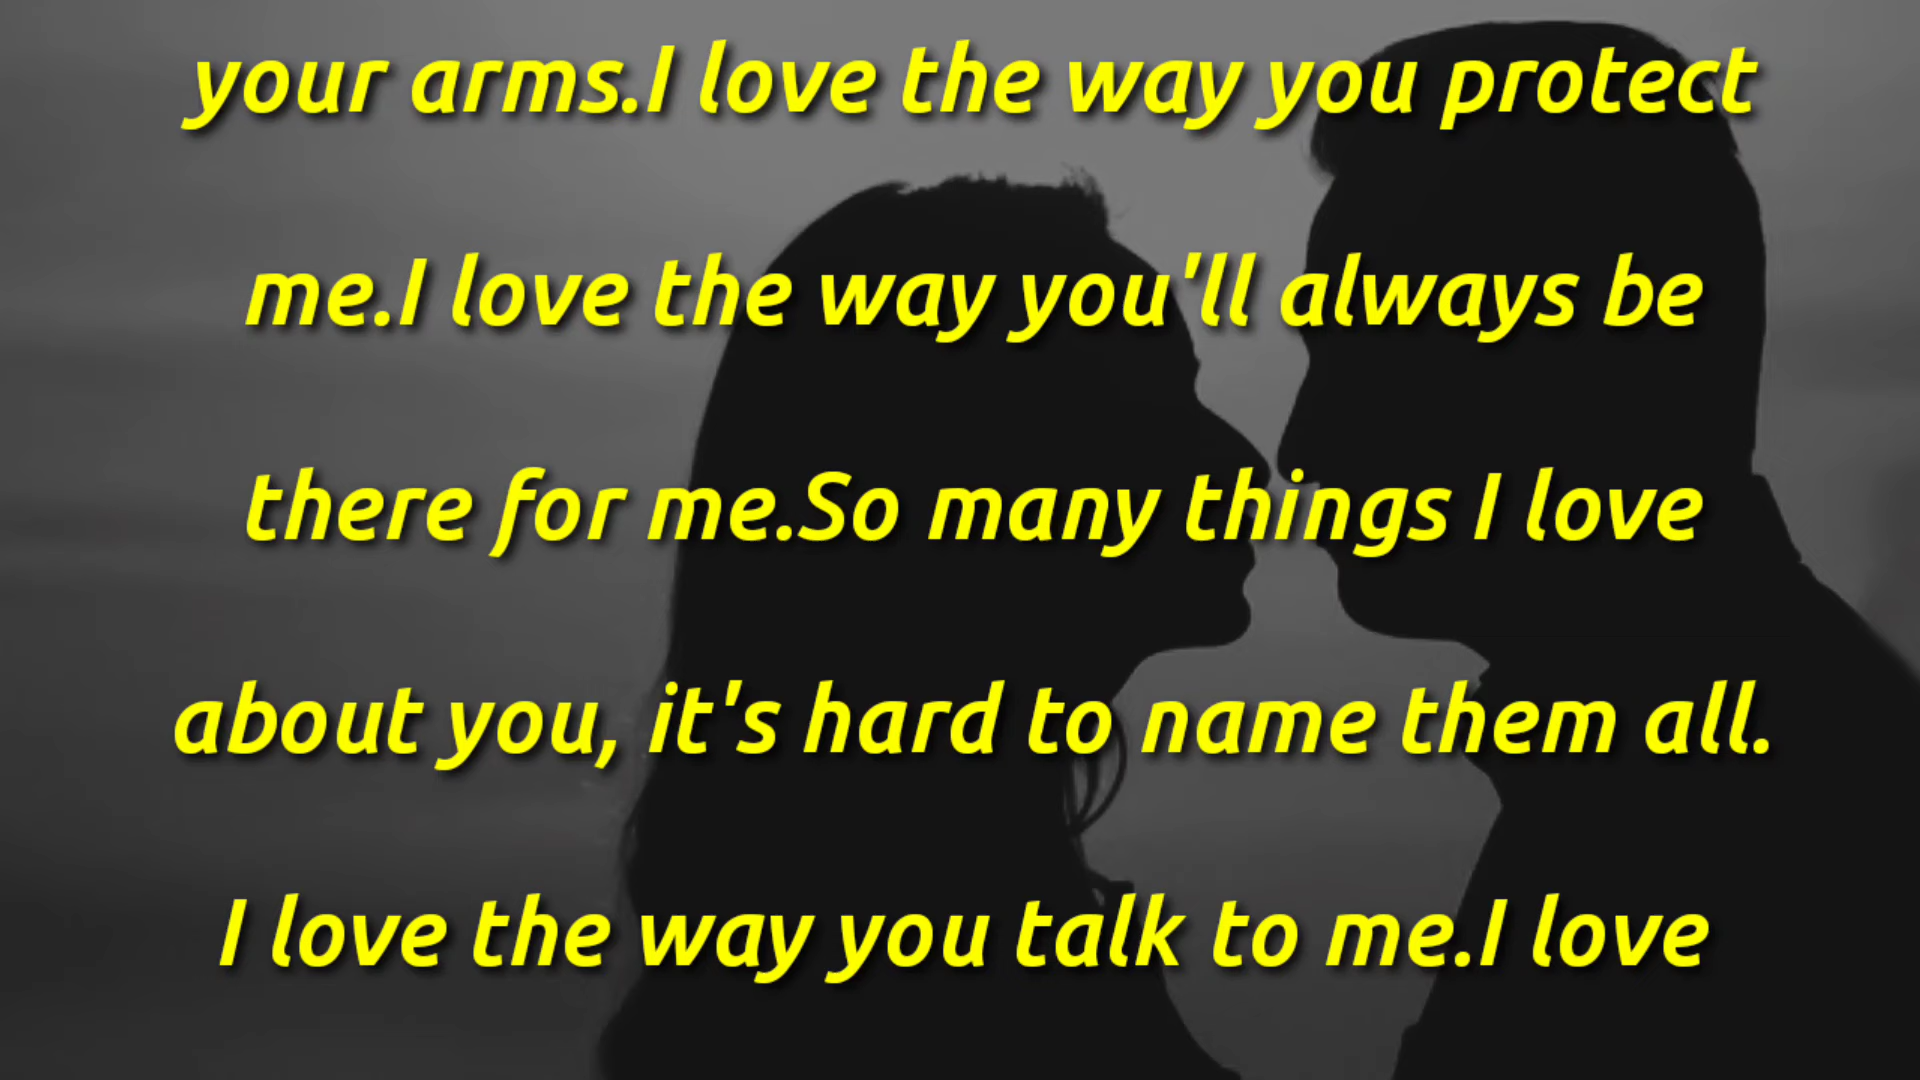 your arms.I love the way you protect
me.I love the way you'll always be
there for me.So many things I love
about you, it's hard to name them all.
I love the way you talk to me.I love